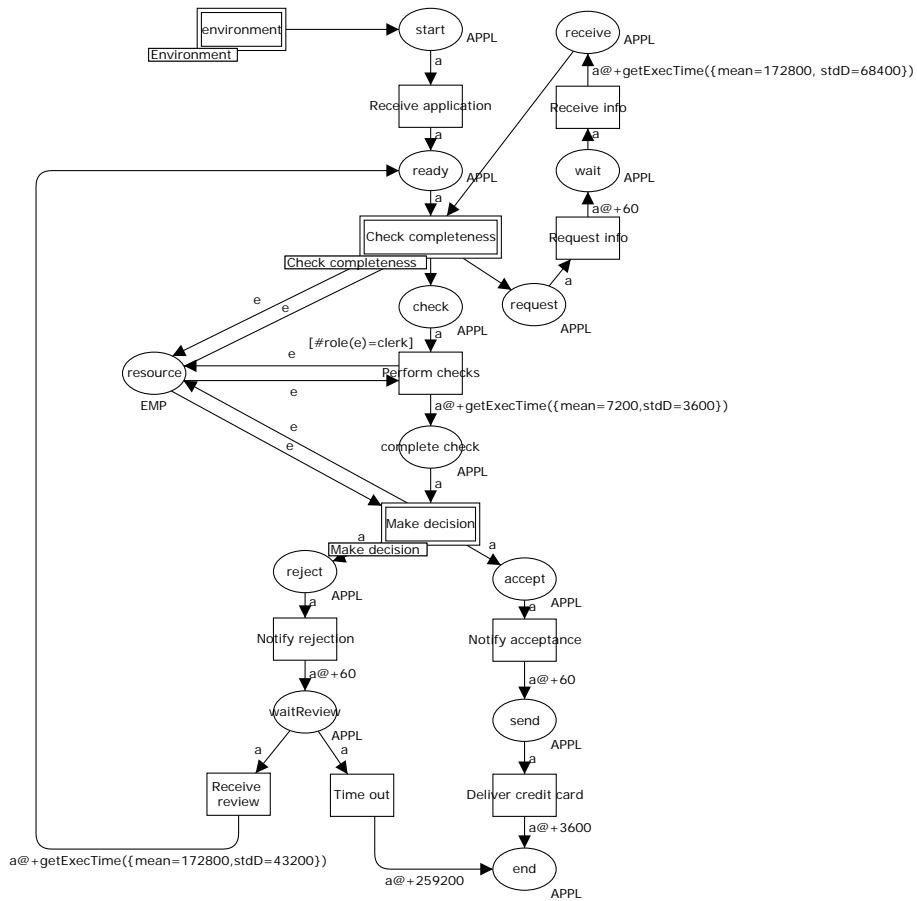 environment
Environment
start
APPL
receive
APPL
a
a@+getExecTime({mean=172800, stdD=68400})
Receive application
Receive info
a
a
ready
APPL
wait
APPL
a
a@+60
Check completeness
Request info
Check completeness
a
e
e
check
APPL
request
APPL
a
[#role(e)=clerk]
e
resource
EMP
Perform checks
e
a@+getExecTime({mean=7200,stdD=3600})
e
e
complete check
APPL
a
Make decision
a
Make decision
a
reject
APPL
accept
APPL
a
a
Notify rejection
Notify acceptance
a@+60
a@+60
waitReview
APPL
send
APPL
a
a
a
Receive
review
Time out
Deliver credit card
a@+3600
a@+getExecTime({mean=172800,stdD=43200})
a@+259200
end
APPL